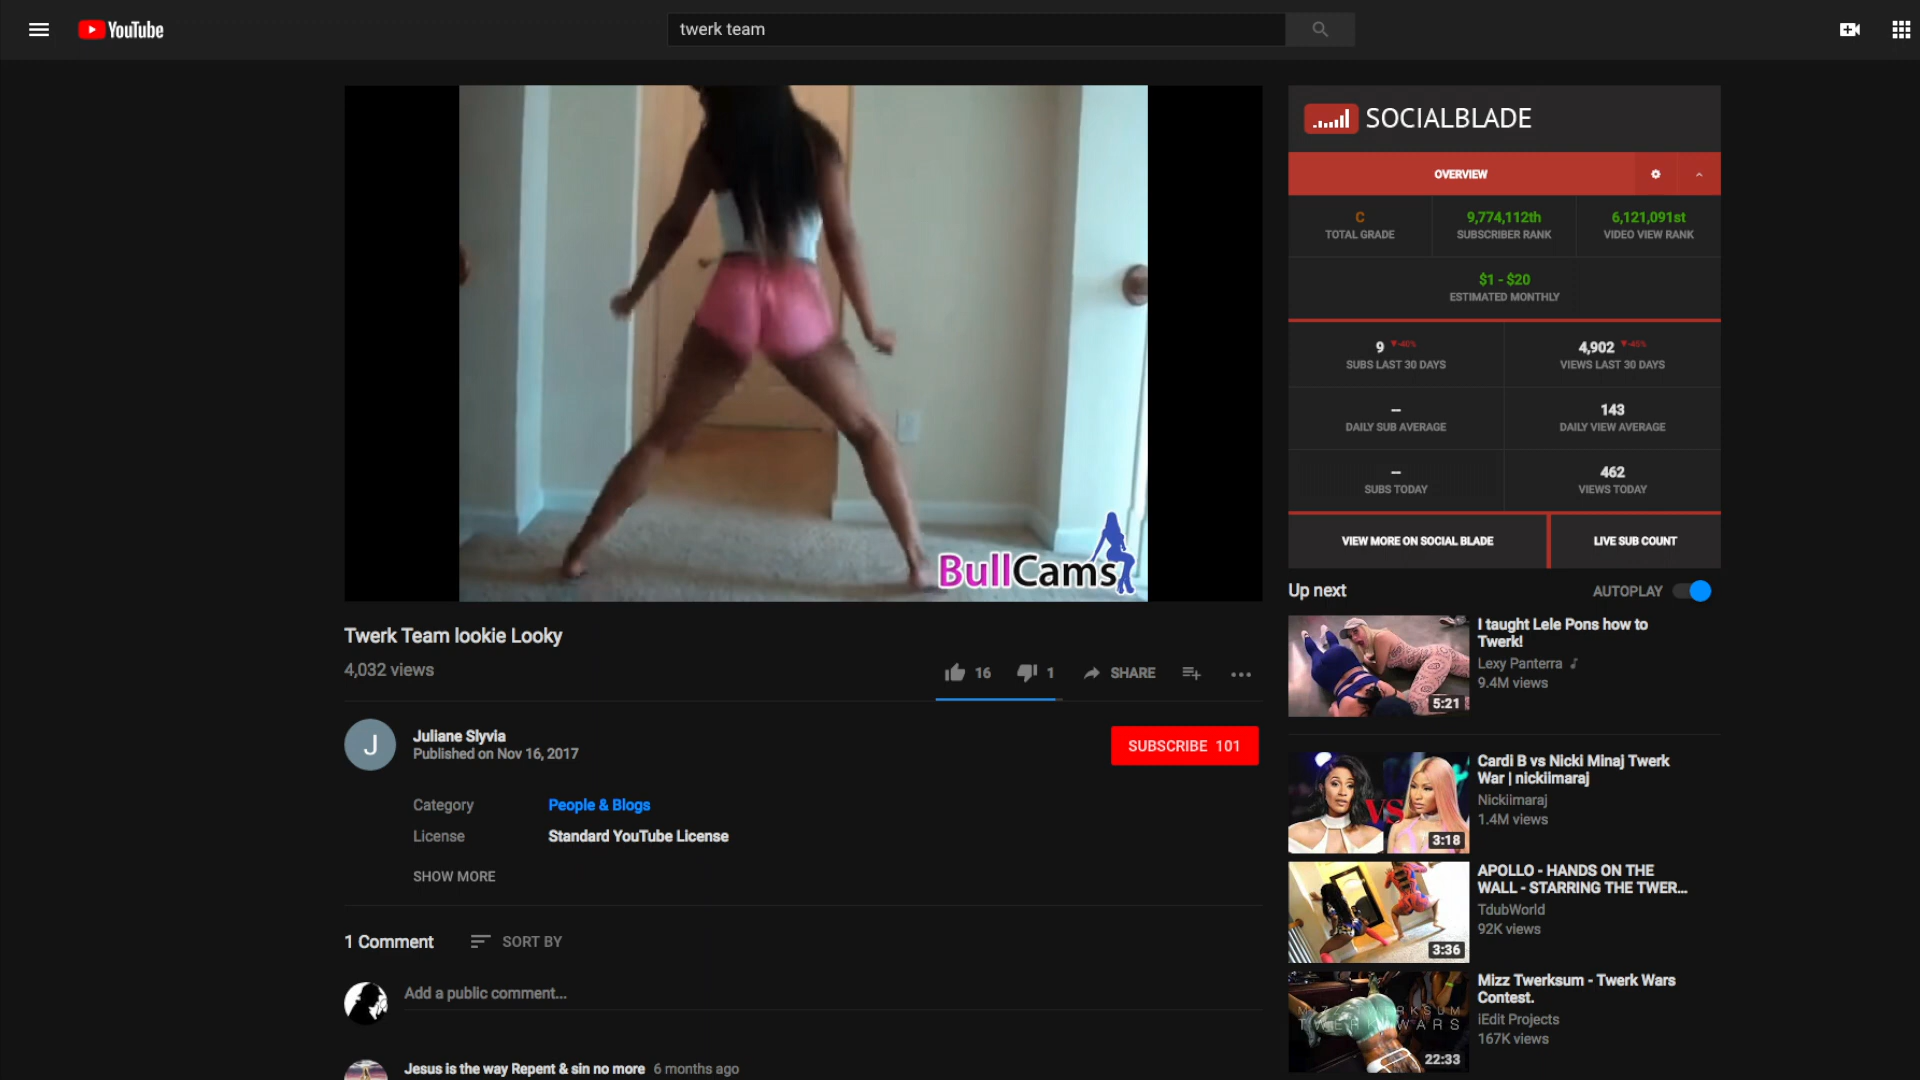 YouTube
twerk team
BullCams
Twerk Team lookie Looky
4,032 views
16
1
SHARE
J
Juliane Slyvia
Published on Nov 16, 2017
SUBSCRIBE 101
Category
People & Blogs
License
Standard YouTube License
SHOW MORE
1 Comment
SORT BY
Add a public comment...
Jesus is the way Repent & sin no more 6 months ago
SOCIALBLADE
OVERVIEW
C
TOTAL GRADE
9,774,112th
SUBSCRIBER RANK
6,121,091st
VIDEO VIEW RANK
$1 - $20
ESTIMATED MONTHLY
9 ▼-40%
SUBS LAST 30 DAYS
4,902 ▼-45%
VIEWS LAST 30 DAYS
--
DAILY SUB AVERAGE
143
DAILY VIEW AVERAGE
--
SUBS TODAY
462
VIEWS TODAY
VIEW MORE ON SOCIAL BLADE
LIVE SUB COUNT
Up next
AUTOPLAY
5:21
I taught Lele Pons how to
Twerk!
Lexy Panterra
9.4M views
VS
3:18
Cardi B vs Nicki Minaj Twerk
War | nickiimaraj
Nickiimaraj
1.4M views
3:36
APOLLO - HANDS ON THE
WALL - STARRING THE TWER...
TdubWorld
92K views
TWERK WARS
22:33
Mizz Twerksum - Twerk Wars
Contest.
iEdit Projects
167K views